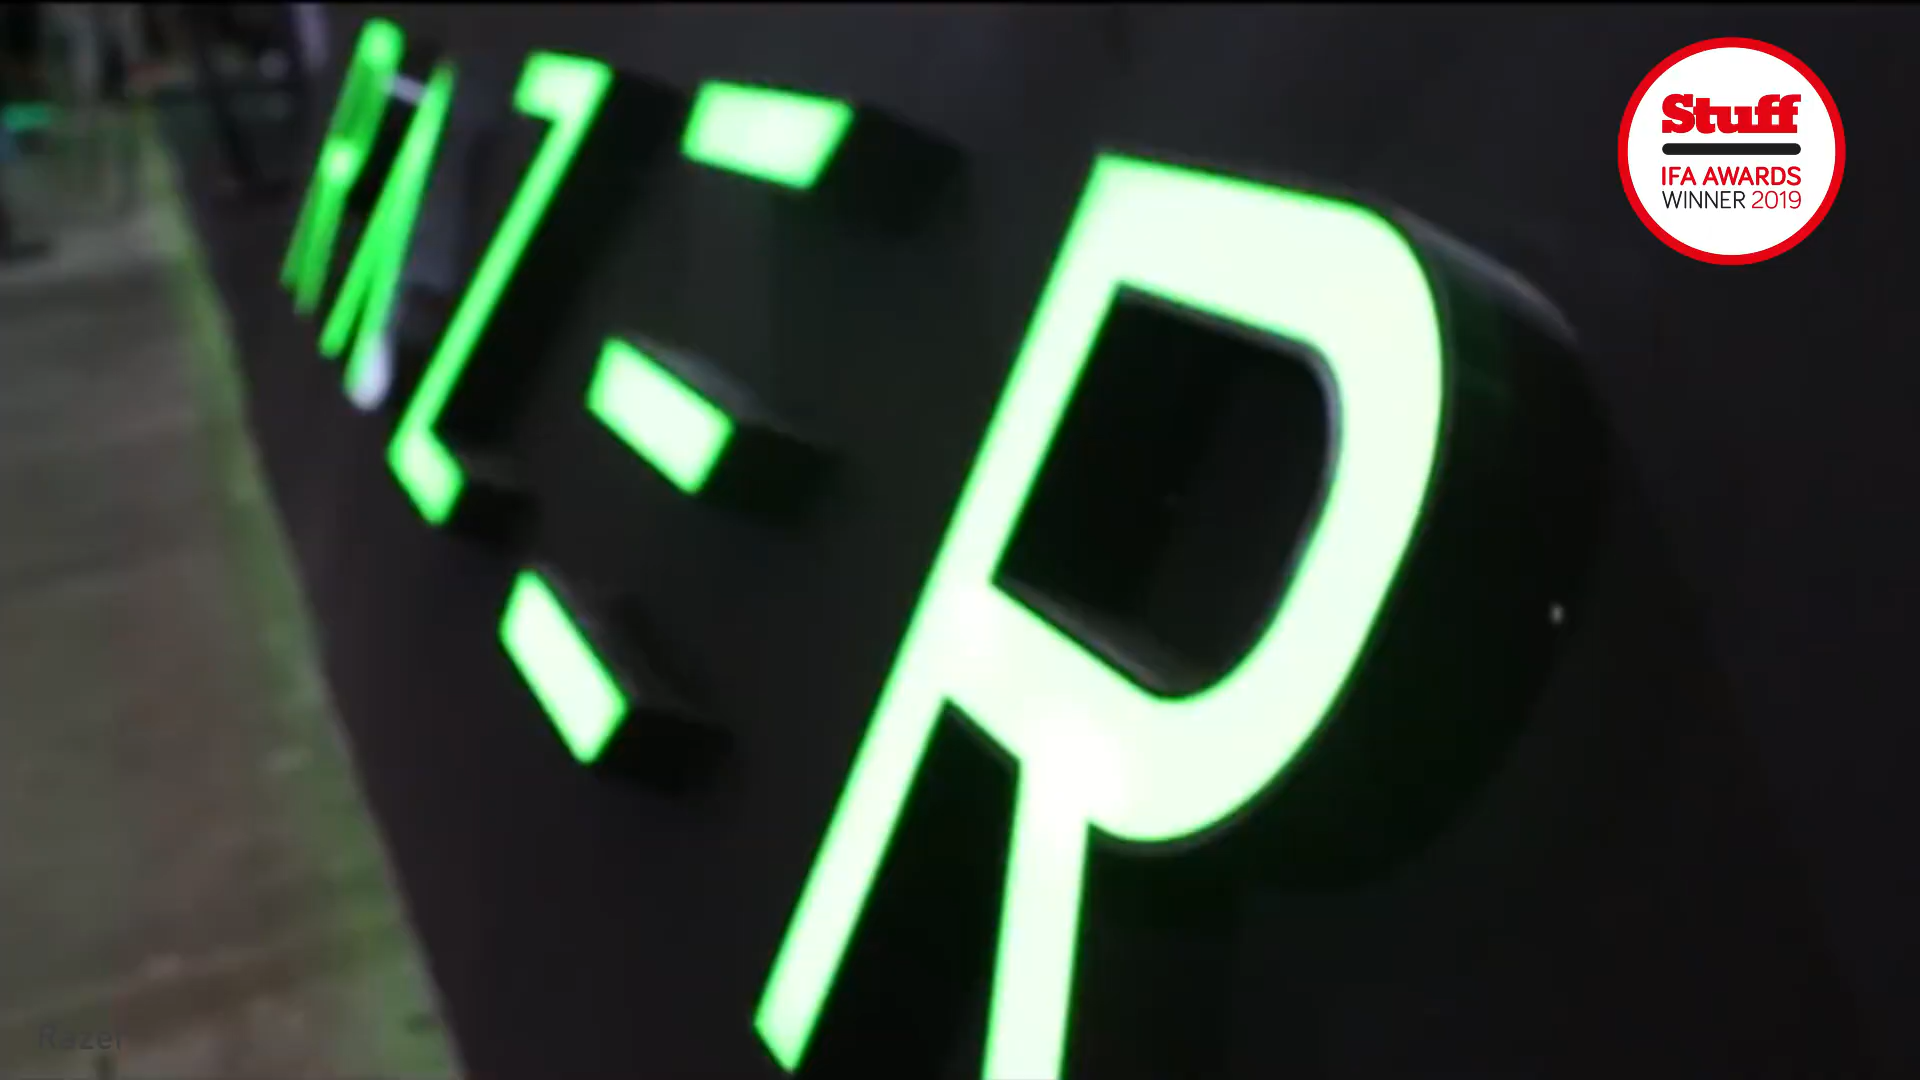 RAZER
Stuff
IFA AWARDS
WINNER 2019
Razer